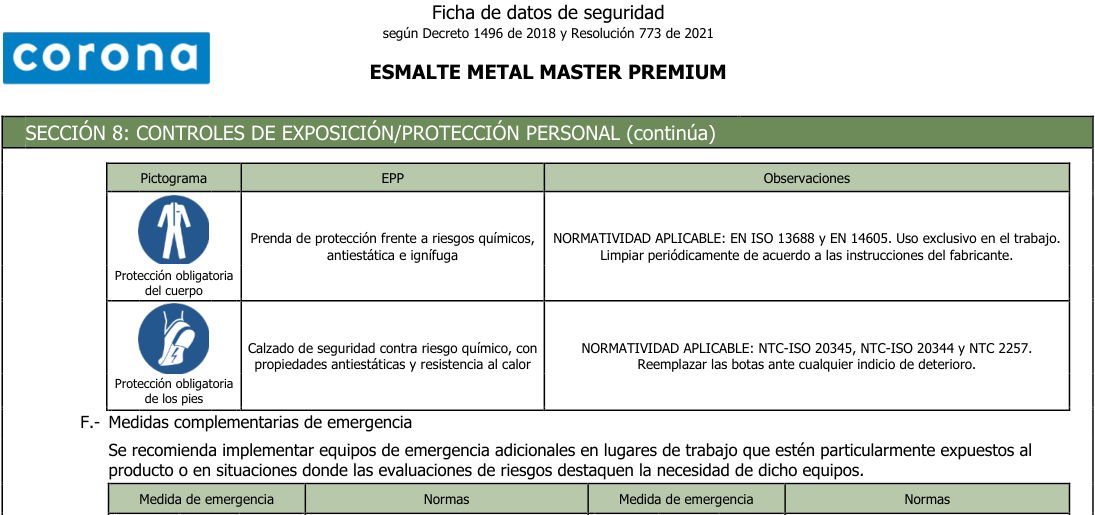 Ficha de datos de seguridad
según Decreto 1496 de 2018 y Resolución 773 de 2021
corona
ESMALTE METAL MASTER PREMIUM
SECCIÓN 8: CONTROLES DE EXPOSICIÓN/PROTECCIÓN PERSONAL (continúa)
Pictograma EPP Observaciones
Protección obligatoria
del cuerpo
Prenda de protección frente a riesgos químicos,
antiestática e ignífuga
NORMATIVIDAD APLICABLE: EN ISO 13688 y EN 14605. Uso exclusivo en el trabajo.
Limpiar periódicamente de acuerdo a las instrucciones del fabricante.
Protección obligatoria
de los pies
Calzado de seguridad contra riesgo químico, con
propiedades antiestáticas y resistencia al calor
NORMATIVIDAD APLICABLE: NTC-ISO 20345, NTC-ISO 20344 y NTC 2257.
Reemplazar las botas ante cualquier indicio de deterioro.
F.- Medidas complementarias de emergencia
Se recomienda implementar equipos de emergencia adicionales en lugares de trabajo que estén particularmente expuestos al
producto o en situaciones donde las evaluaciones de riesgos destaquen la necesidad de dicho equipos.
Medida de emergencia Normas Medida de emergencia Normas